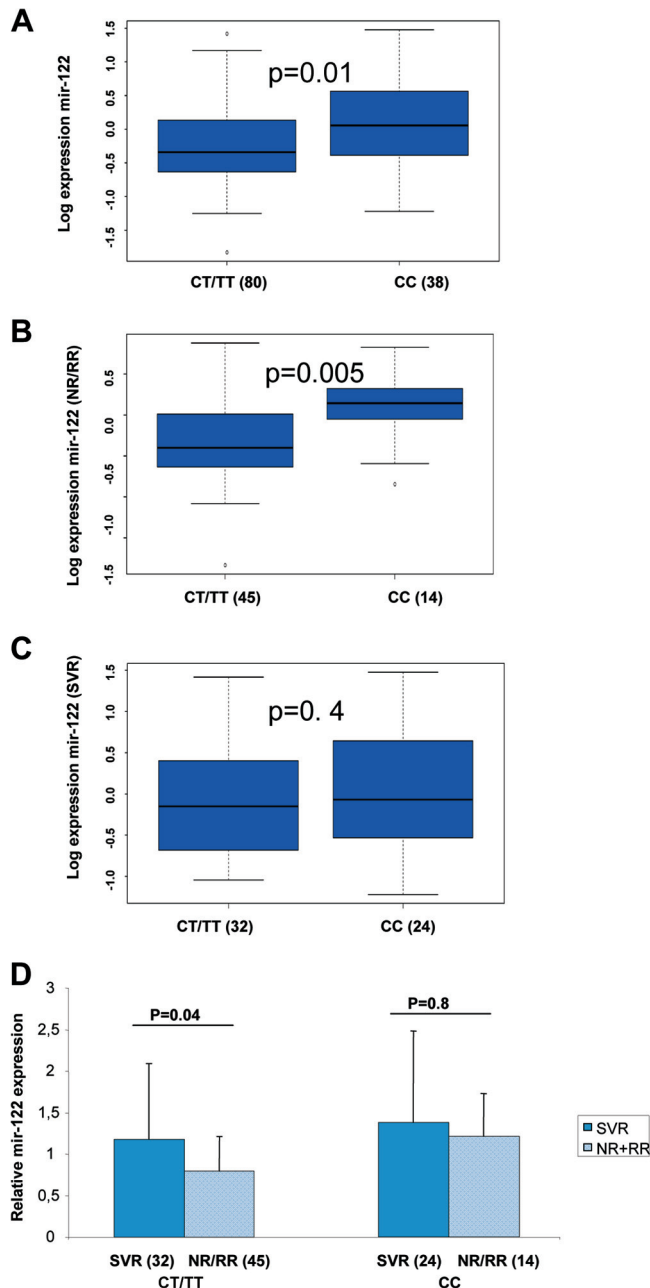 A
Log expression mir-122
1.5
1.0
0.5
0.0
-0.5
-1.0
-1.5
p=0.01
CT/TT (80) CC (38)
B
Log expression mir-122 (NR/RR)
0.5
0.0
-0.5
-1.0
-1.5
p=0.005
CT/TT (45) CC (14)
C
Log expression mir-122 (SVR)
1.5
1.0
0.5
0.0
-0.5
-1.0
p=0. 4
CT/TT (32) CC (24)
D
Relative mir-122 expression
3
2,5
2
1,5
1
0,5
0
P=0.04 P=0.8
SVR
NR+RR
SVR (32) NR/RR (45) SVR (24) NR/RR (14)
CT/TT CC